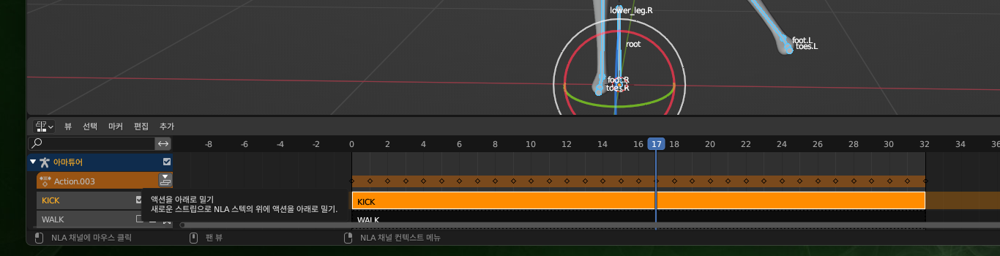 lower_leg.R
root
foot.L
toes.L
foot.R
toes.R
뷰 선택 마커 편집 추가
-8 -6 -4 -2 0 2 4 6 8 10 12 14 16 17 18 20 22 24 26 28 30 32 34 36
아마튜어
Action.003
KICK
KICK
액션을 아래로 밀기
새로운 스트립으로 NLA 스텍의 위에 액션을 아래로 밀기.
WALK
WALK
NLA 채널에 마우스 클릭 팬 뷰 NLA 채널 컨텍스트 메뉴